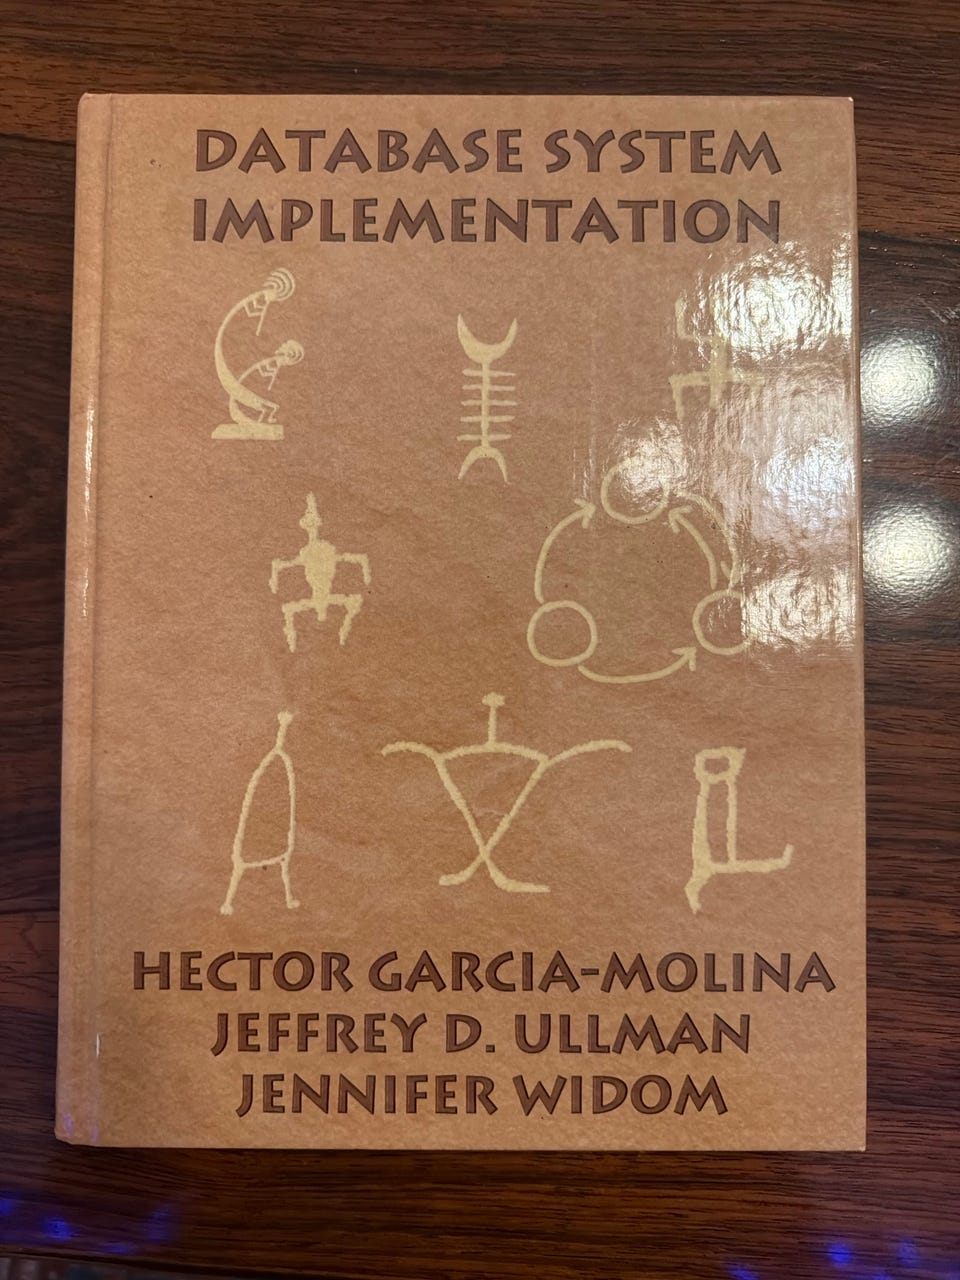 DATABASE SYSTEM
IMPLEMENTATION
HECTOR GARCIA-MOLINA
JEFFREY D. ULLMAN
JENNIFER WIDOM